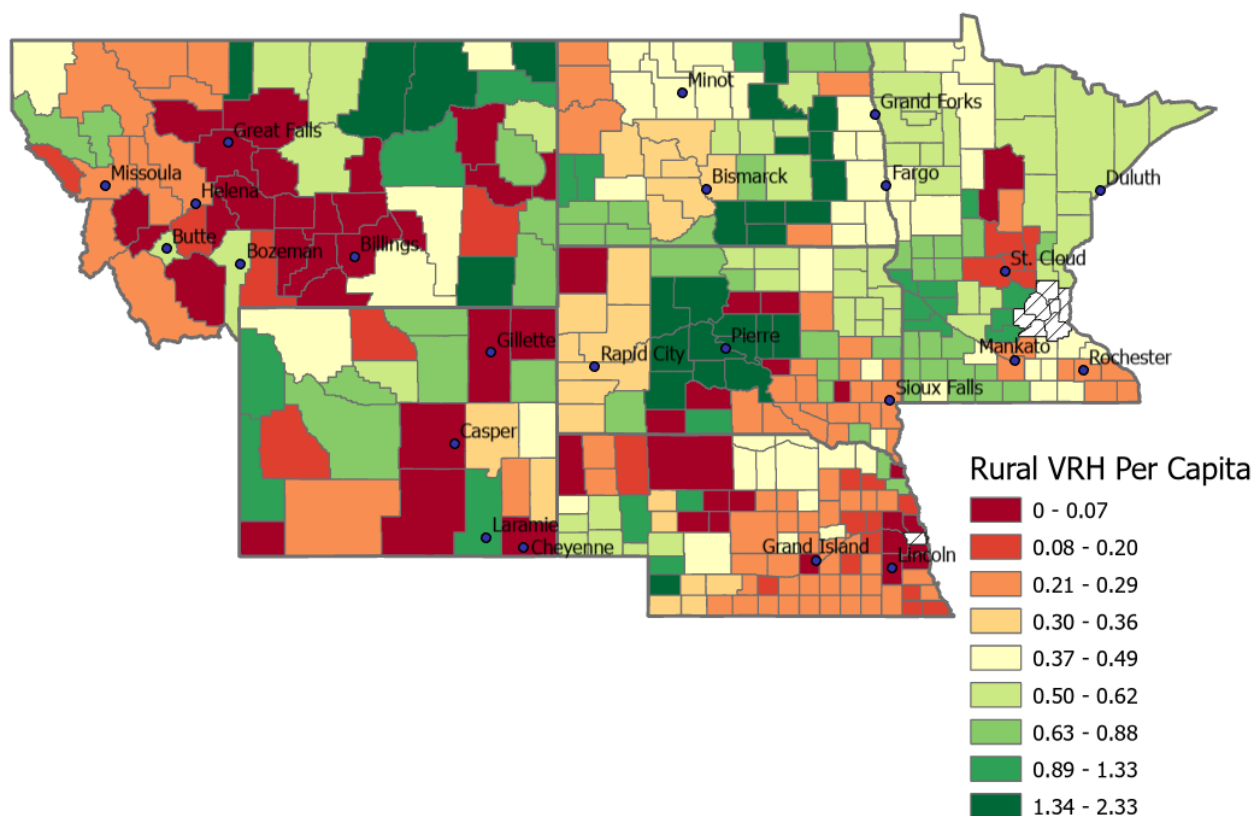 Minot
Grand Forks
Great Falls
Missoula
Helena
Bismarck
Fargo
Duluth
Butte
Bozeman
Billings
St. Cloud
Gillette
Pierre
Rapid City
Mankato
Rochester
Sioux Falls
Casper
Laramie
Cheyenne
Grand Island
Lincoln
Rural VRH Per Capita
0 - 0.07
0.08 - 0.20
0.21 - 0.29
0.30 - 0.36
0.37 - 0.49
0.50 - 0.62
0.63 - 0.88
0.89 - 1.33
1.34 - 2.33